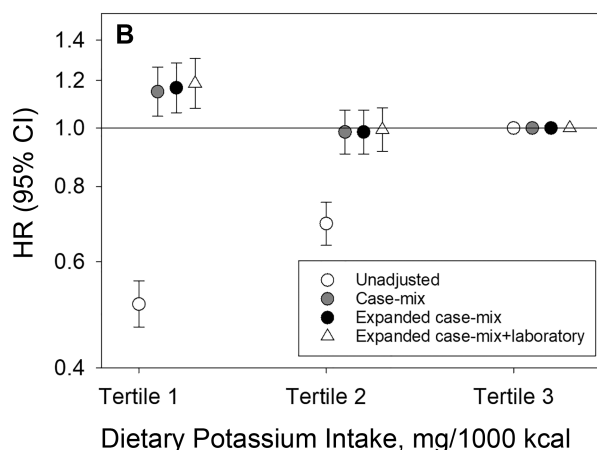 B
HR (95% CI)
1.4
1.2
1.0
0.8
0.6
0.4
Unadjusted
Case-mix
Expanded case-mix
Expanded case-mix+laboratory
Tertile 1
Tertile 2
Tertile 3
Dietary Potassium Intake, mg/1000 kcal